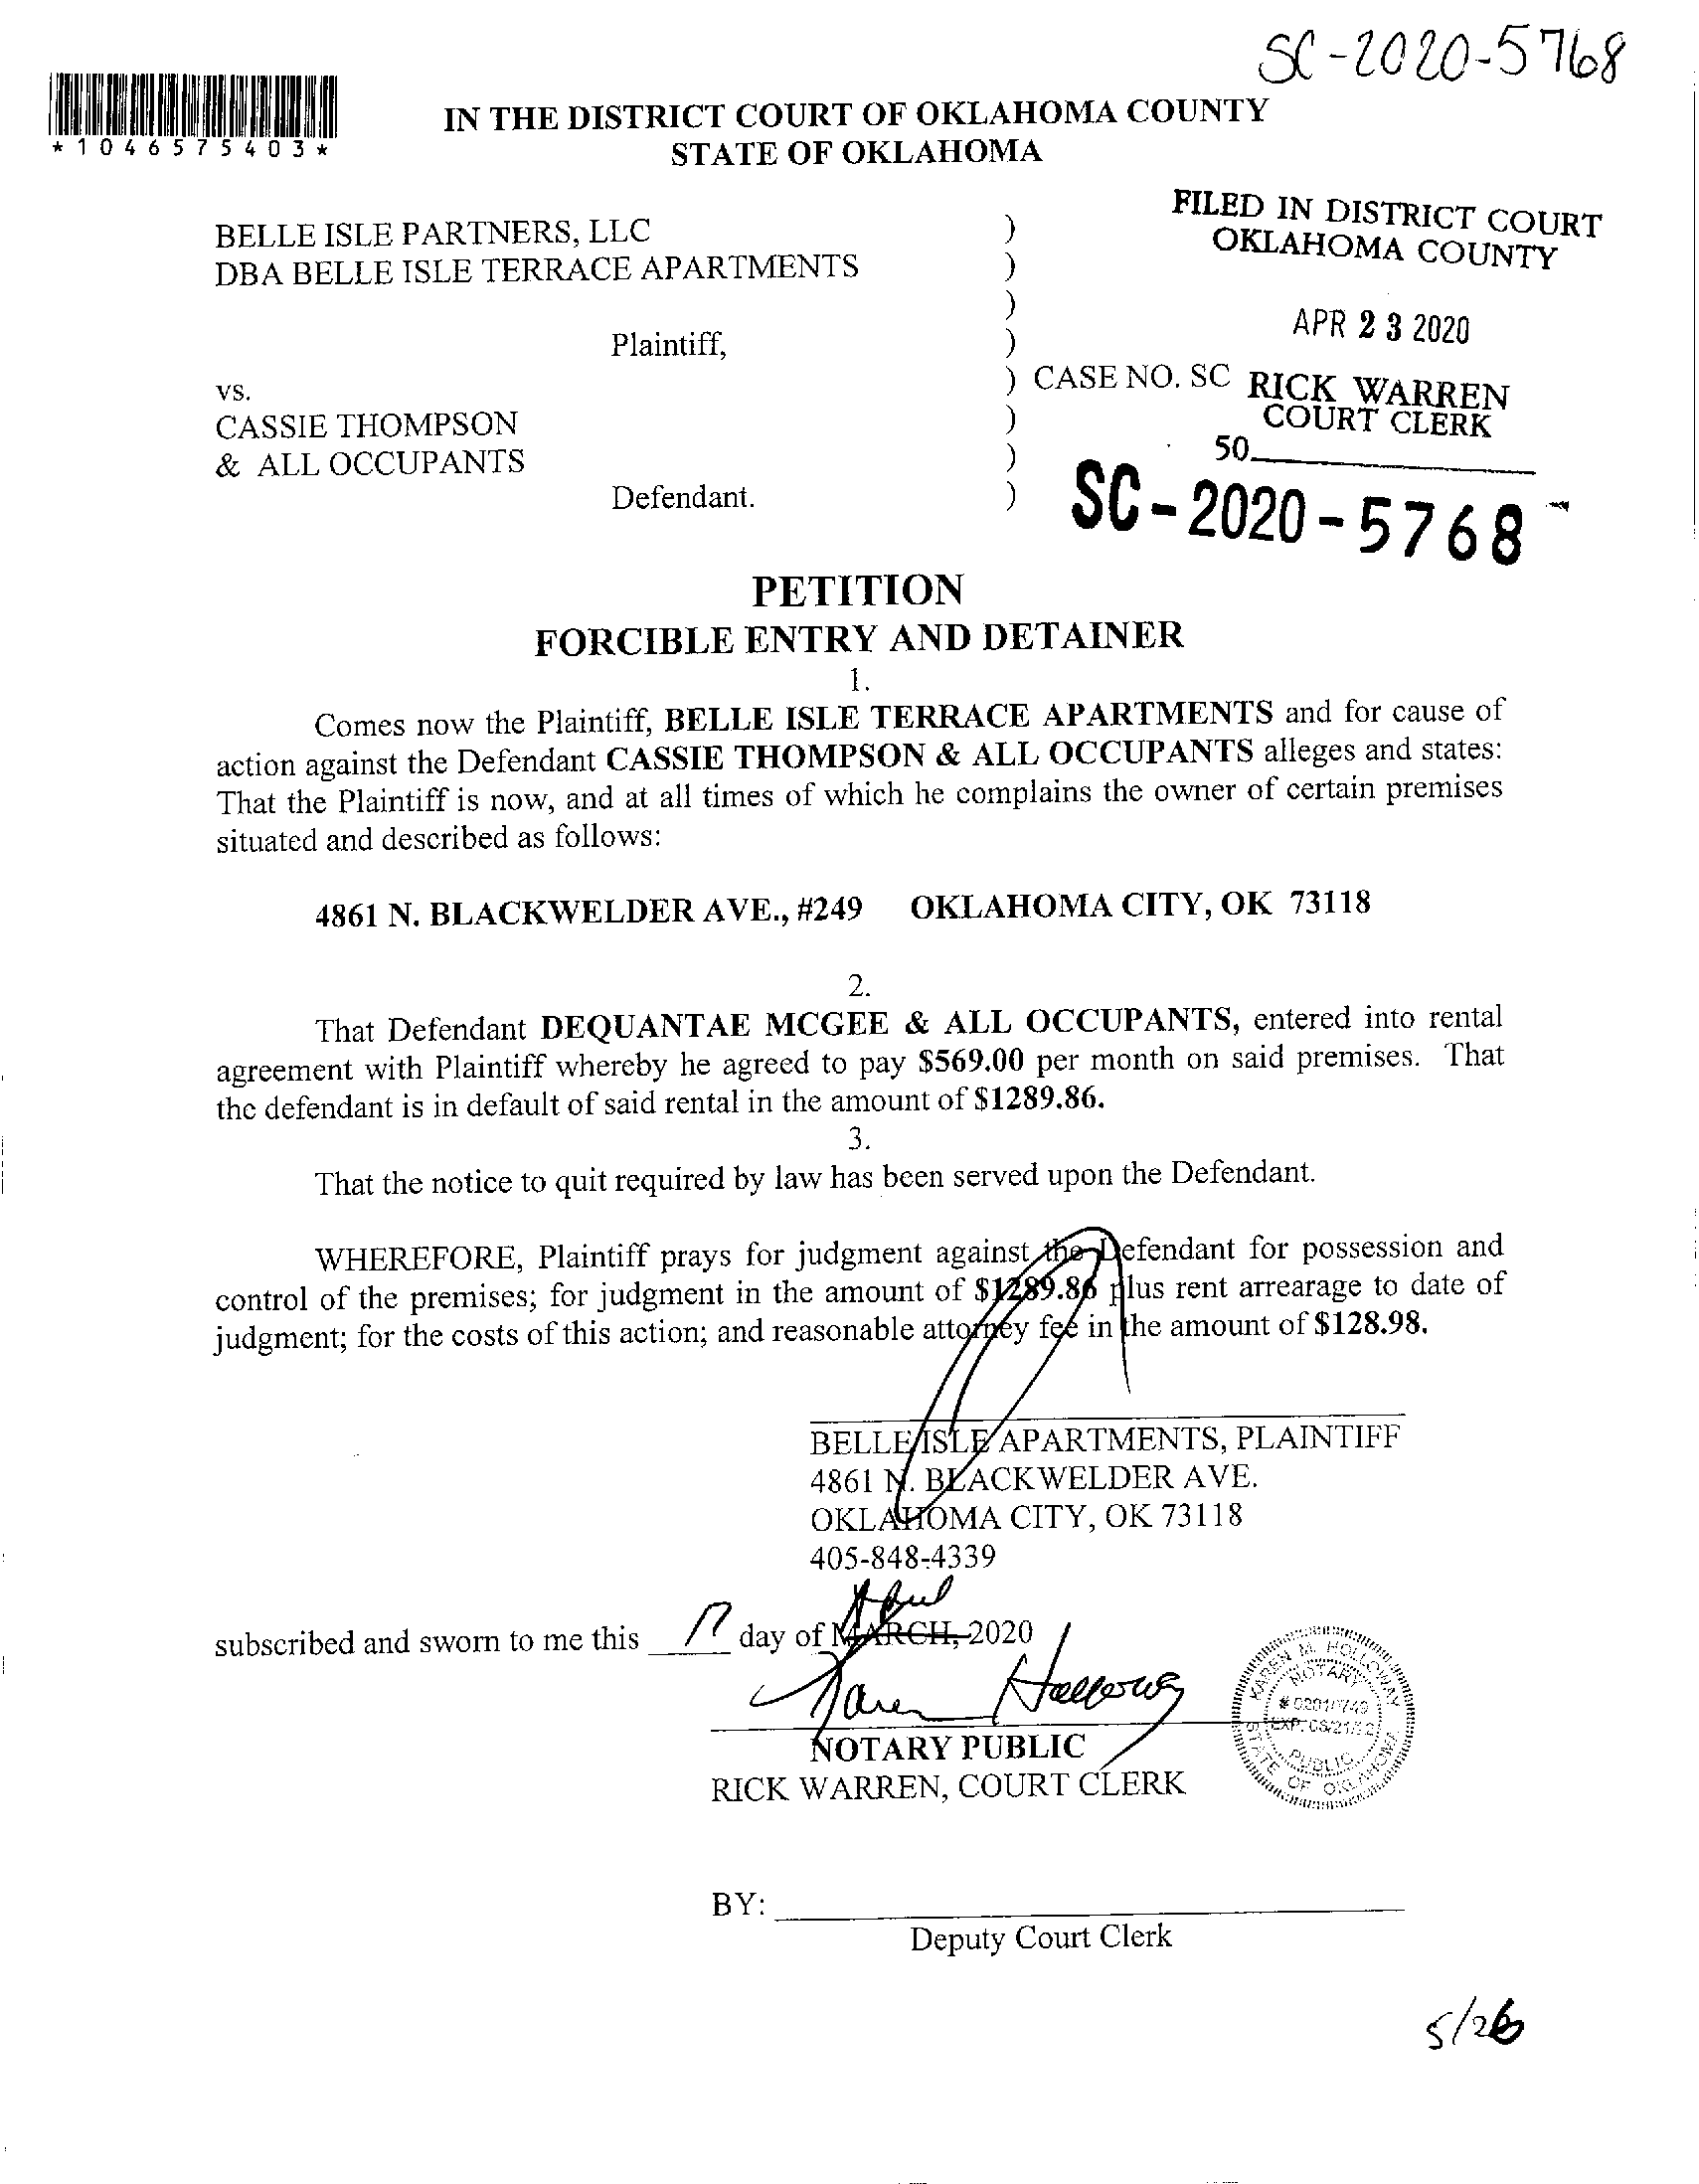 SC-2020-5768
*1046575403*
IN THE DISTRICT COURT OF OKLAHOMA COUNTY
STATE OF OKLAHOMA
FILED IN DISTRICT COURT
OKLAHOMA COUNTY
APR 2 3 2020
RICK WARREN
COURT CLERK
50
SC-2020-5768
BELLE ISLE PARTNERS, LLC )
DBA BELLE ISLE TERRACE APARTMENTS )
)
Plaintiff, )
vs. ) CASE NO. SC
CASSIE THOMPSON )
& ALL OCCUPANTS )
Defendant. )
PETITION
FORCIBLE ENTRY AND DETAINER
1.
Comes now the Plaintiff, BELLE ISLE TERRACE APARTMENTS and for cause of
action against the Defendant CASSIE THOMPSON & ALL OCCUPANTS alleges and states:
That the Plaintiff is now, and at all times of which he complains the owner of certain premises
situated and described as follows:
4861 N. BLACKWELDER AVE., #249 OKLAHOMA CITY, OK 73118
2.
That Defendant DEQUANTAE MCGEE & ALL OCCUPANTS, entered into rental
agreement with Plaintiff whereby he agreed to pay $569.00 per month on said premises. That
the defendant is in default of said rental in the amount of $1289.86.
3.
That the notice to quit required by law has been served upon the Defendant.
WHEREFORE, Plaintiff prays for judgment against the Defendant for possession and
control of the premises; for judgment in the amount of $1289.86 plus rent arrearage to date of
judgment; for the costs of this action; and reasonable attorney fee in the amount of $128.98.
BELLE ISLE APARTMENTS, PLAINTIFF
4861 N. BLACKWELDER AVE.
OKLAHOMA CITY, OK 73118
405-848-4339
April
subscribed and sworn to me this 17 day of MARCH, 2020
Karen Holloway
NOTARY PUBLIC
RICK WARREN, COURT CLERK
KAREN M. HOLLOWAY
NOTARY
PUBLIC
STATE OF OKLAHOMA
BY:
Deputy Court Clerk
5/26